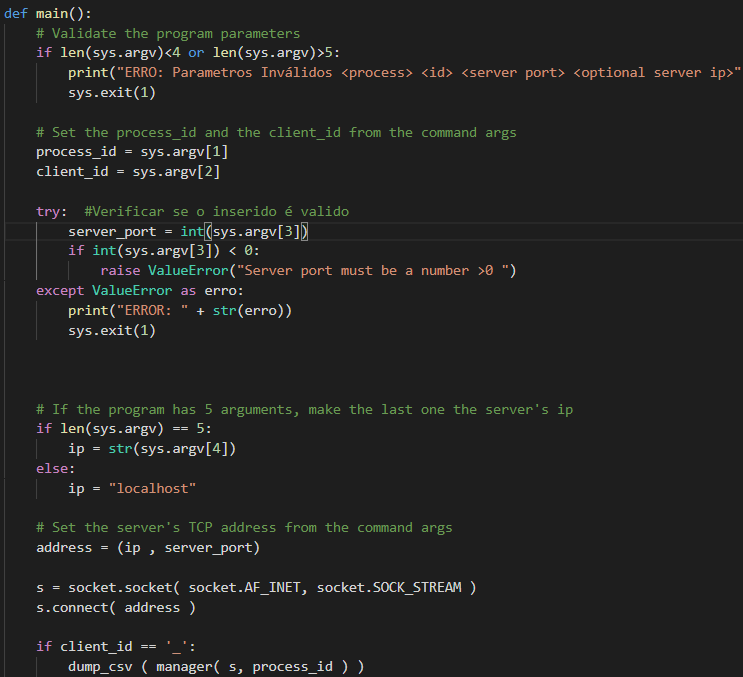 def main():
    # Validate the program parameters
    if len(sys.argv)<4 or len(sys.argv)>5:
        print("ERRO: Parametros Inválidos <process> <id> <server port> <optional server ip>"
        sys.exit(1)

    # Set the process_id and the client_id from the command args
    process_id = sys.argv[1]
    client_id = sys.argv[2]

    try:  #Verificar se o inserido é valido
        server_port = int(sys.argv[3])
        if int(sys.argv[3]) < 0:
            raise ValueError("Server port must be a number >0 ")
    except ValueError as erro:
        print("ERROR: " + str(erro))
        sys.exit(1)

    # If the program has 5 arguments, make the last one the server's ip
    if len(sys.argv) == 5:
        ip = str(sys.argv[4])
    else:
        ip = "localhost"

    # Set the server's TCP address from the command args
    address = (ip , server_port)

    s = socket.socket( socket.AF_INET, socket.SOCK_STREAM )
    s.connect( address )

    if client_id == '_':
        dump_csv ( manager( s, process_id ) )